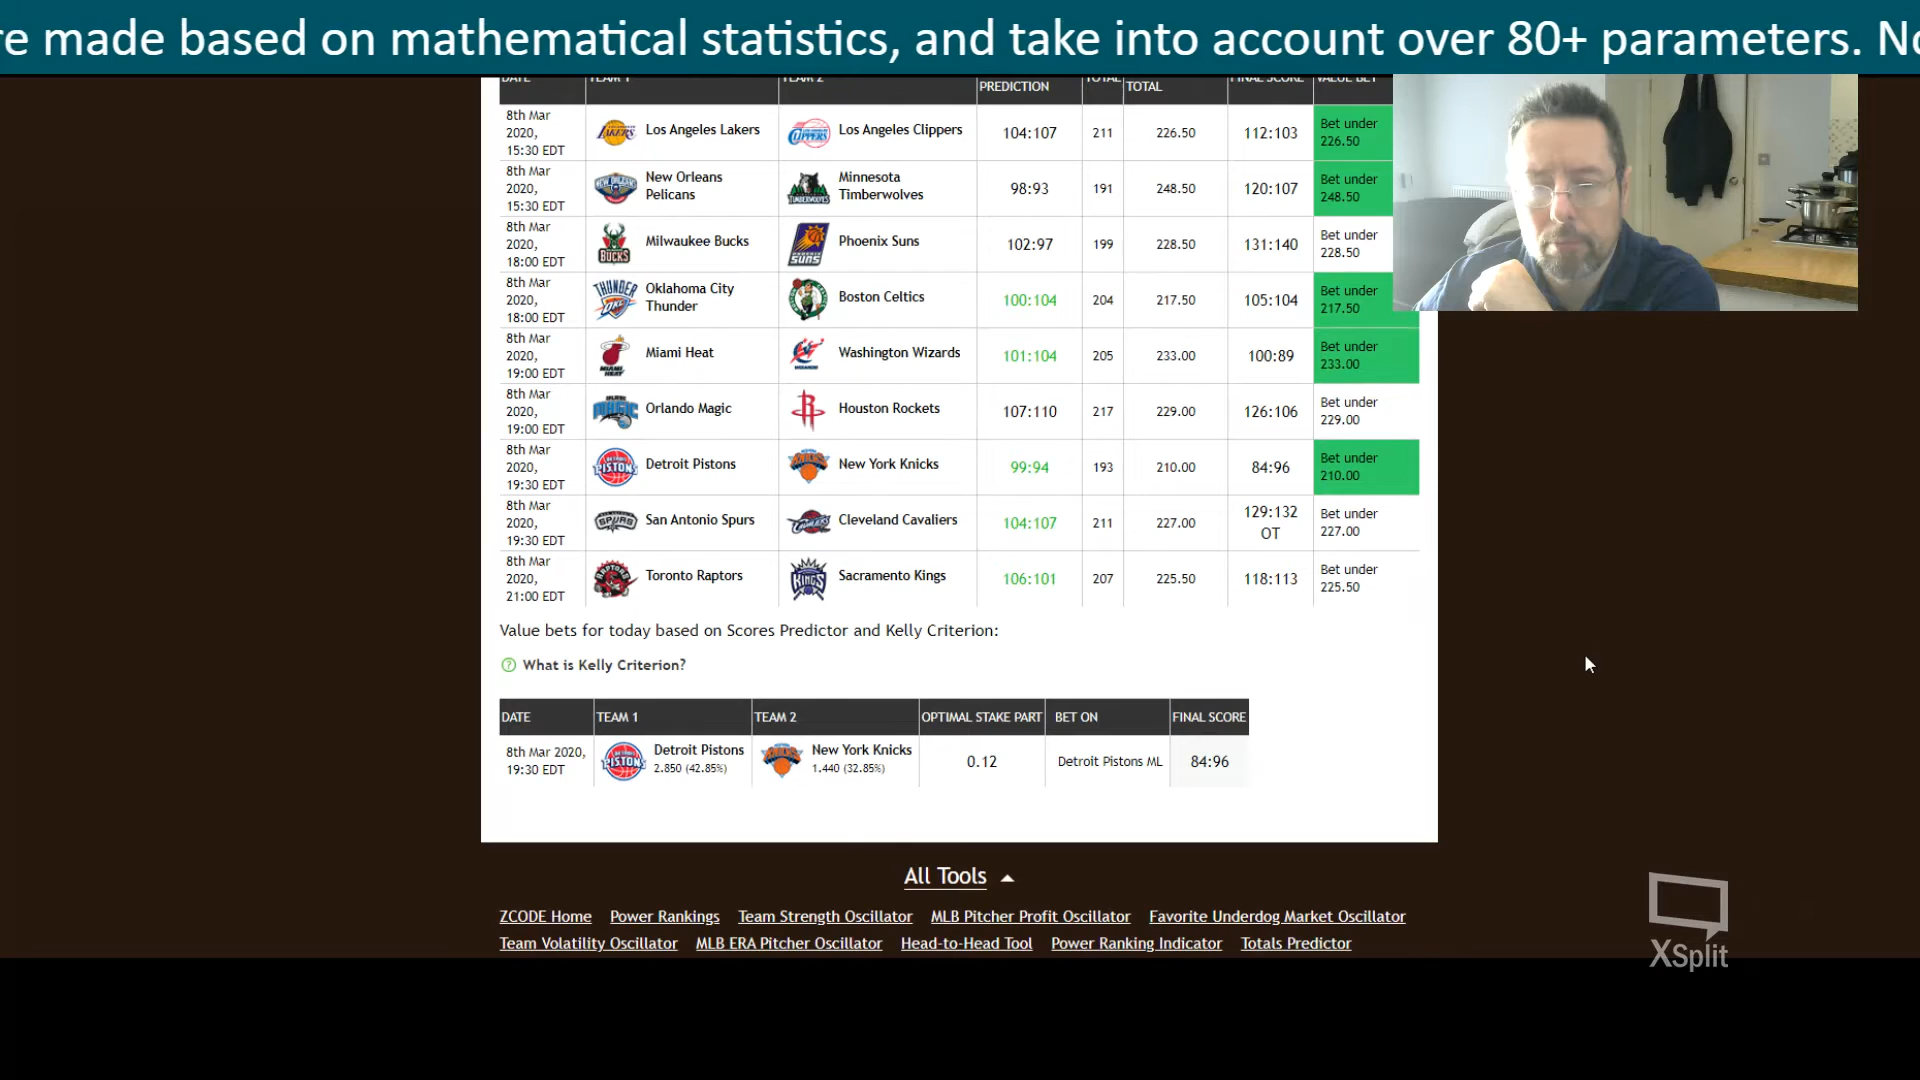 re made based on mathematical statistics, and take into account over 80+ parameters. No
DATE TEAM 1 TEAM 2 PREDICTION TOTAL TOTAL FINAL SCORE VALUE BET
8th Mar 2020, 15:30 EDT Los Angeles Lakers Los Angeles Clippers 104:107 211 226.50 112:103 Bet under 226.50
8th Mar 2020, 15:30 EDT New Orleans Pelicans Minnesota Timberwolves 98:93 191 248.50 120:107 Bet under 248.50
8th Mar 2020, 18:00 EDT Milwaukee Bucks Phoenix Suns 102:97 199 228.50 131:140 Bet under 228.50
8th Mar 2020, 18:00 EDT Oklahoma City Thunder Boston Celtics 100:104 204 217.50 105:104 Bet under 217.50
8th Mar 2020, 19:00 EDT Miami Heat Washington Wizards 101:104 205 233.00 100:89 Bet under 233.00
8th Mar 2020, 19:00 EDT Orlando Magic Houston Rockets 107:110 217 229.00 126:106 Bet under 229.00
8th Mar 2020, 19:30 EDT Detroit Pistons New York Knicks 99:94 193 210.00 84:96 Bet under 210.00
8th Mar 2020, 19:30 EDT San Antonio Spurs Cleveland Cavaliers 104:107 211 227.00 129:132 OT Bet under 227.00
8th Mar 2020, 21:00 EDT Toronto Raptors Sacramento Kings 106:101 207 225.50 118:113 Bet under 225.50
Value bets for today based on Scores Predictor and Kelly Criterion:
What is Kelly Criterion?
DATE TEAM 1 TEAM 2 OPTIMAL STAKE PART BET ON FINAL SCORE
8th Mar 2020, 19:30 EDT Detroit Pistons 2.850 (42.85%) New York Knicks 1.440 (32.85%) 0.12 Detroit Pistons ML 84:96
All Tools
ZCODE Home Power Rankings Team Strength Oscillator MLB Pitcher Profit Oscillator Favorite Underdog Market Oscillator
Team Volatility Oscillator MLB ERA Pitcher Oscillator Head-to-Head Tool Power Ranking Indicator Totals Predictor
XSplit